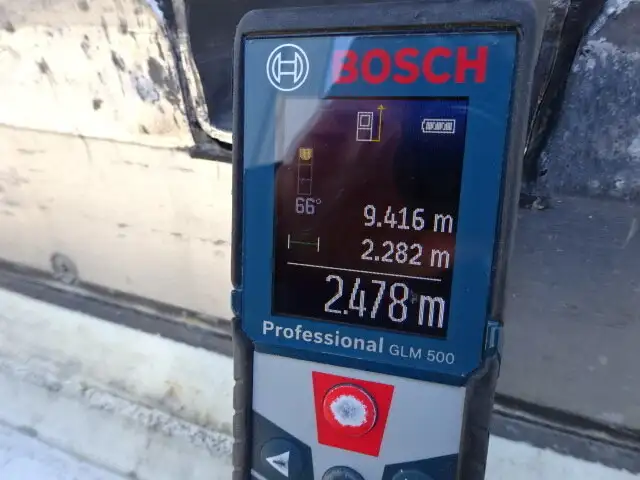 BOSCH
66°
9.416 m
2.282 m
2.478 m
Professional GLM 500